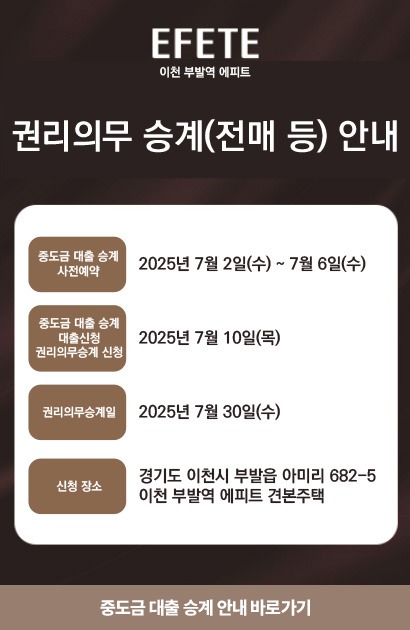 EFETE
이천 부발역 에피트
권리의무 승계(전매 등) 안내
중도금 대출 승계
사전예약
2025년 7월 2일(수) ~ 7월 6일(수)
중도금 대출 승계
대출신청
권리의무승계 신청
2025년 7월 10일(목)
권리의무승계일
2025년 7월 30일(수)
신청 장소
경기도 이천시 부발읍 아미리 682-5
이천 부발역 에피트 견본주택
중도금 대출 승계 안내 바로가기